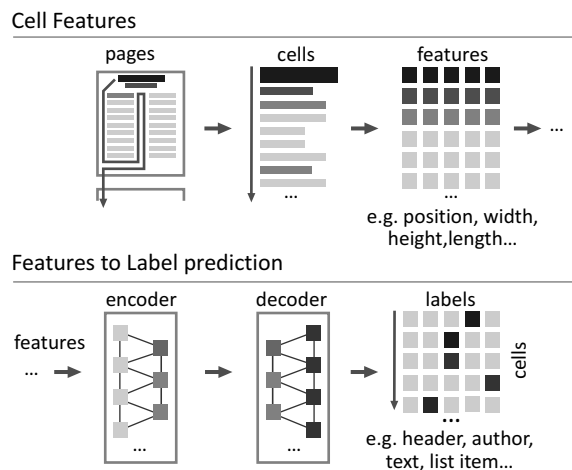 Cell Features
pages
cells
features
...
...
...
e.g. position, width,
height,length...
Features to Label prediction
encoder
decoder
labels
features
...
cells
...
...
...
e.g. header, author,
text, list item...